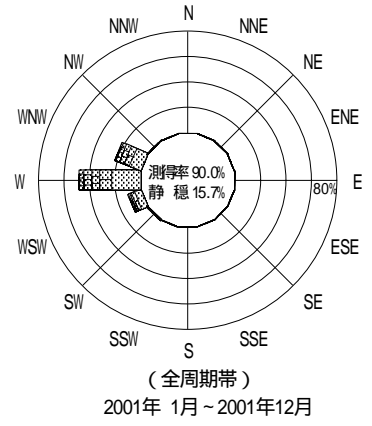 N
NNW NNE
NW NE
WNW ENE
測得率 90.0%
W E
静 穏 15.7% 80%
WSW ESE
SW SE
SSW SSE
S
(全周期帯)
2001年 1月~2001年12月